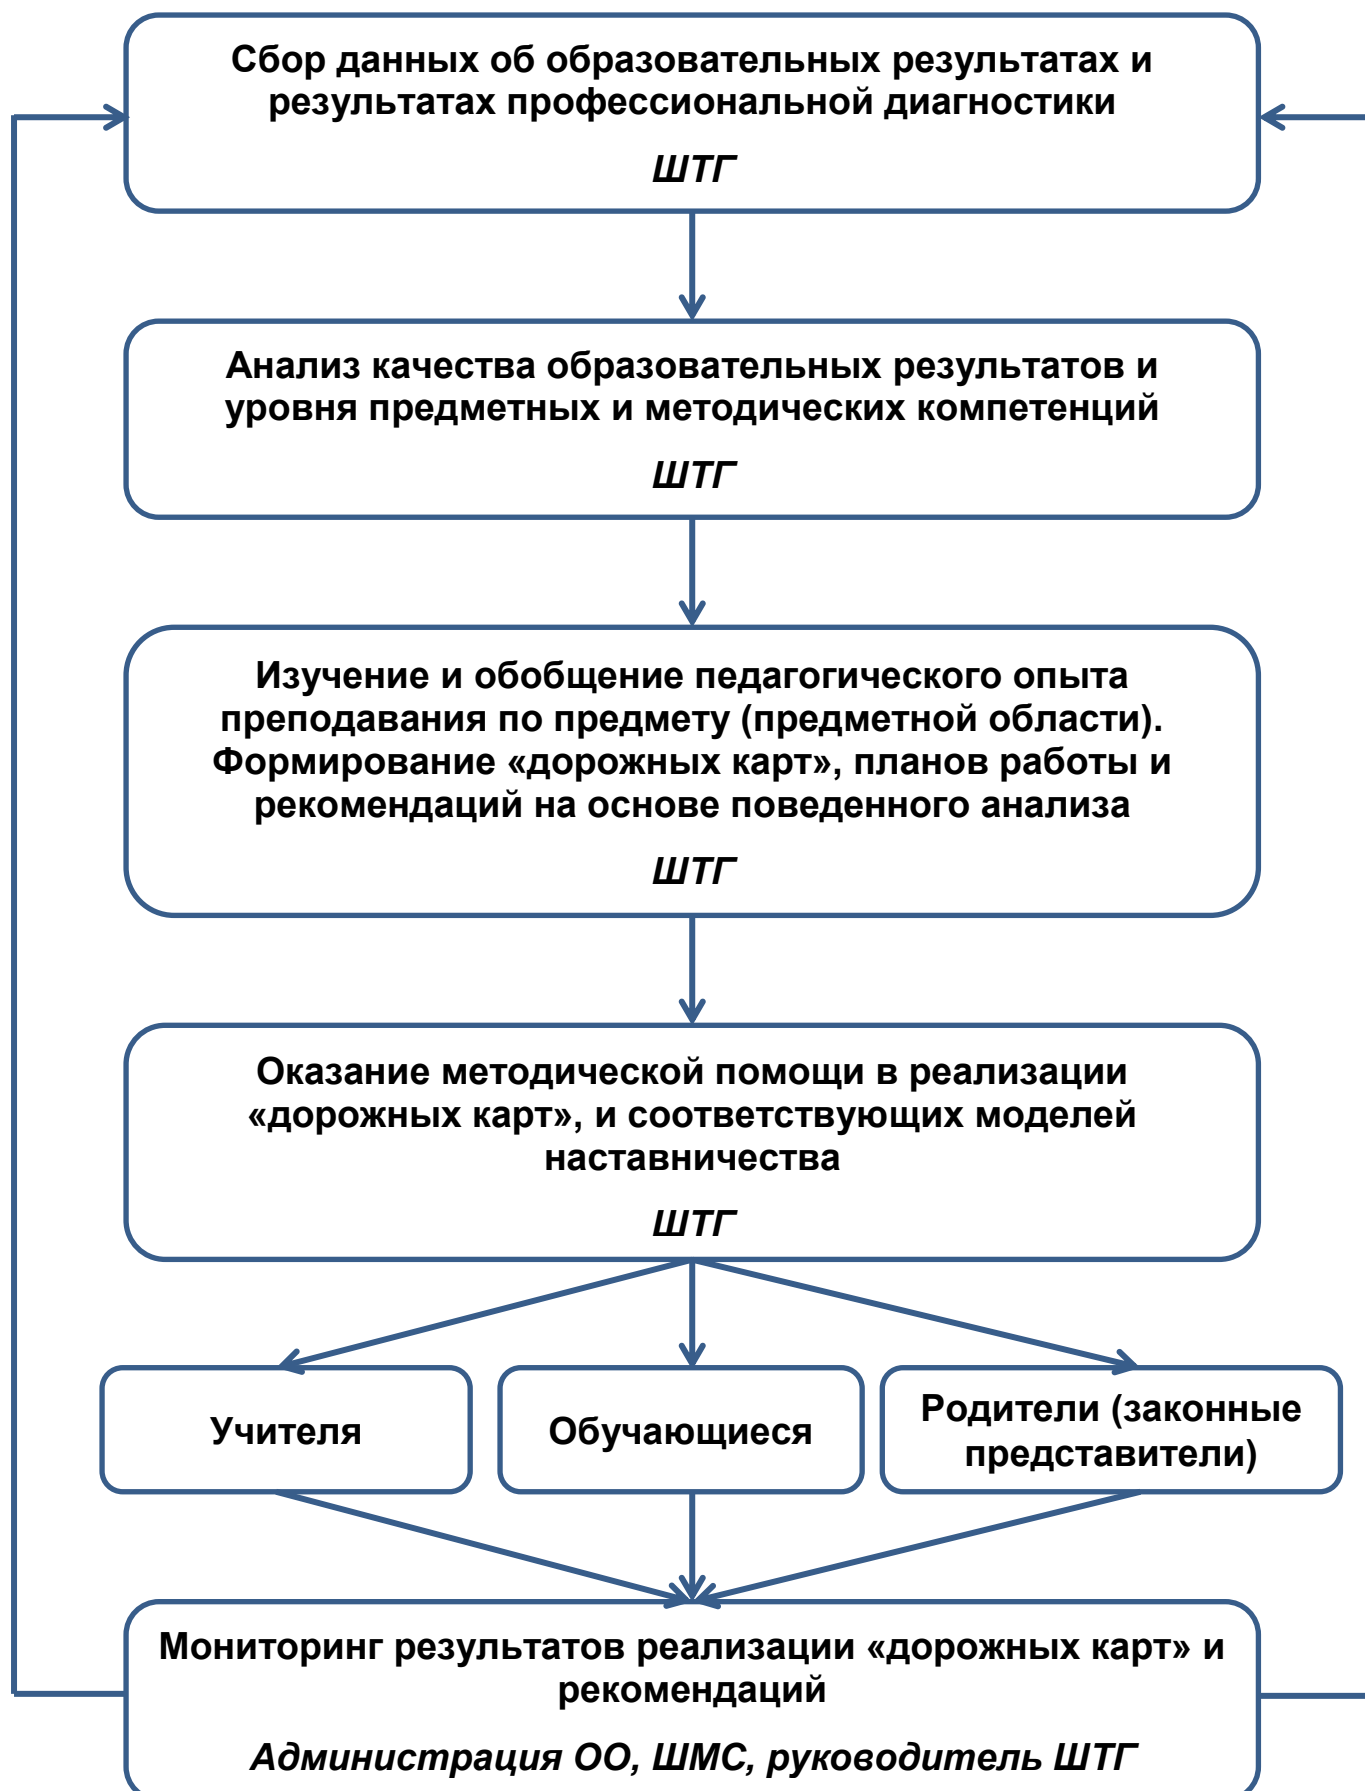 Сбор данных об образовательных результатах и
результатах профессиональной диагностики
ШТГ
Анализ качества образовательных результатов и
уровня предметных и методических компетенций
ШТГ
Изучение и обобщение педагогического опыта
преподавания по предмету (предметной области).
Формирование «дорожных карт», планов работы и
рекомендаций на основе поведенного анализа
ШТГ
Оказание методической помощи в реализации
«дорожных карт», и соответствующих моделей
наставничества
ШТГ
Учителя
Обучающиеся
Родители (законные
представители)
Мониторинг результатов реализации «дорожных карт» и
рекомендаций
Администрация ОО, ШМС, руководитель ШТГ